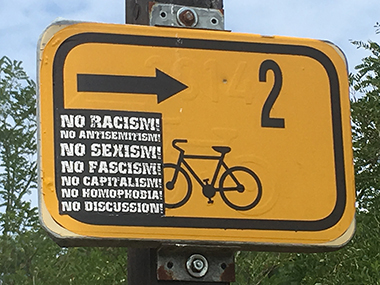 2
NO RACISM!
NO ANTISEMITISM!
NO SEXISM!
NO FASCISM!
NO CAPITALISM!
NO HOMOPHOBIA!
NO DISCUSSION!